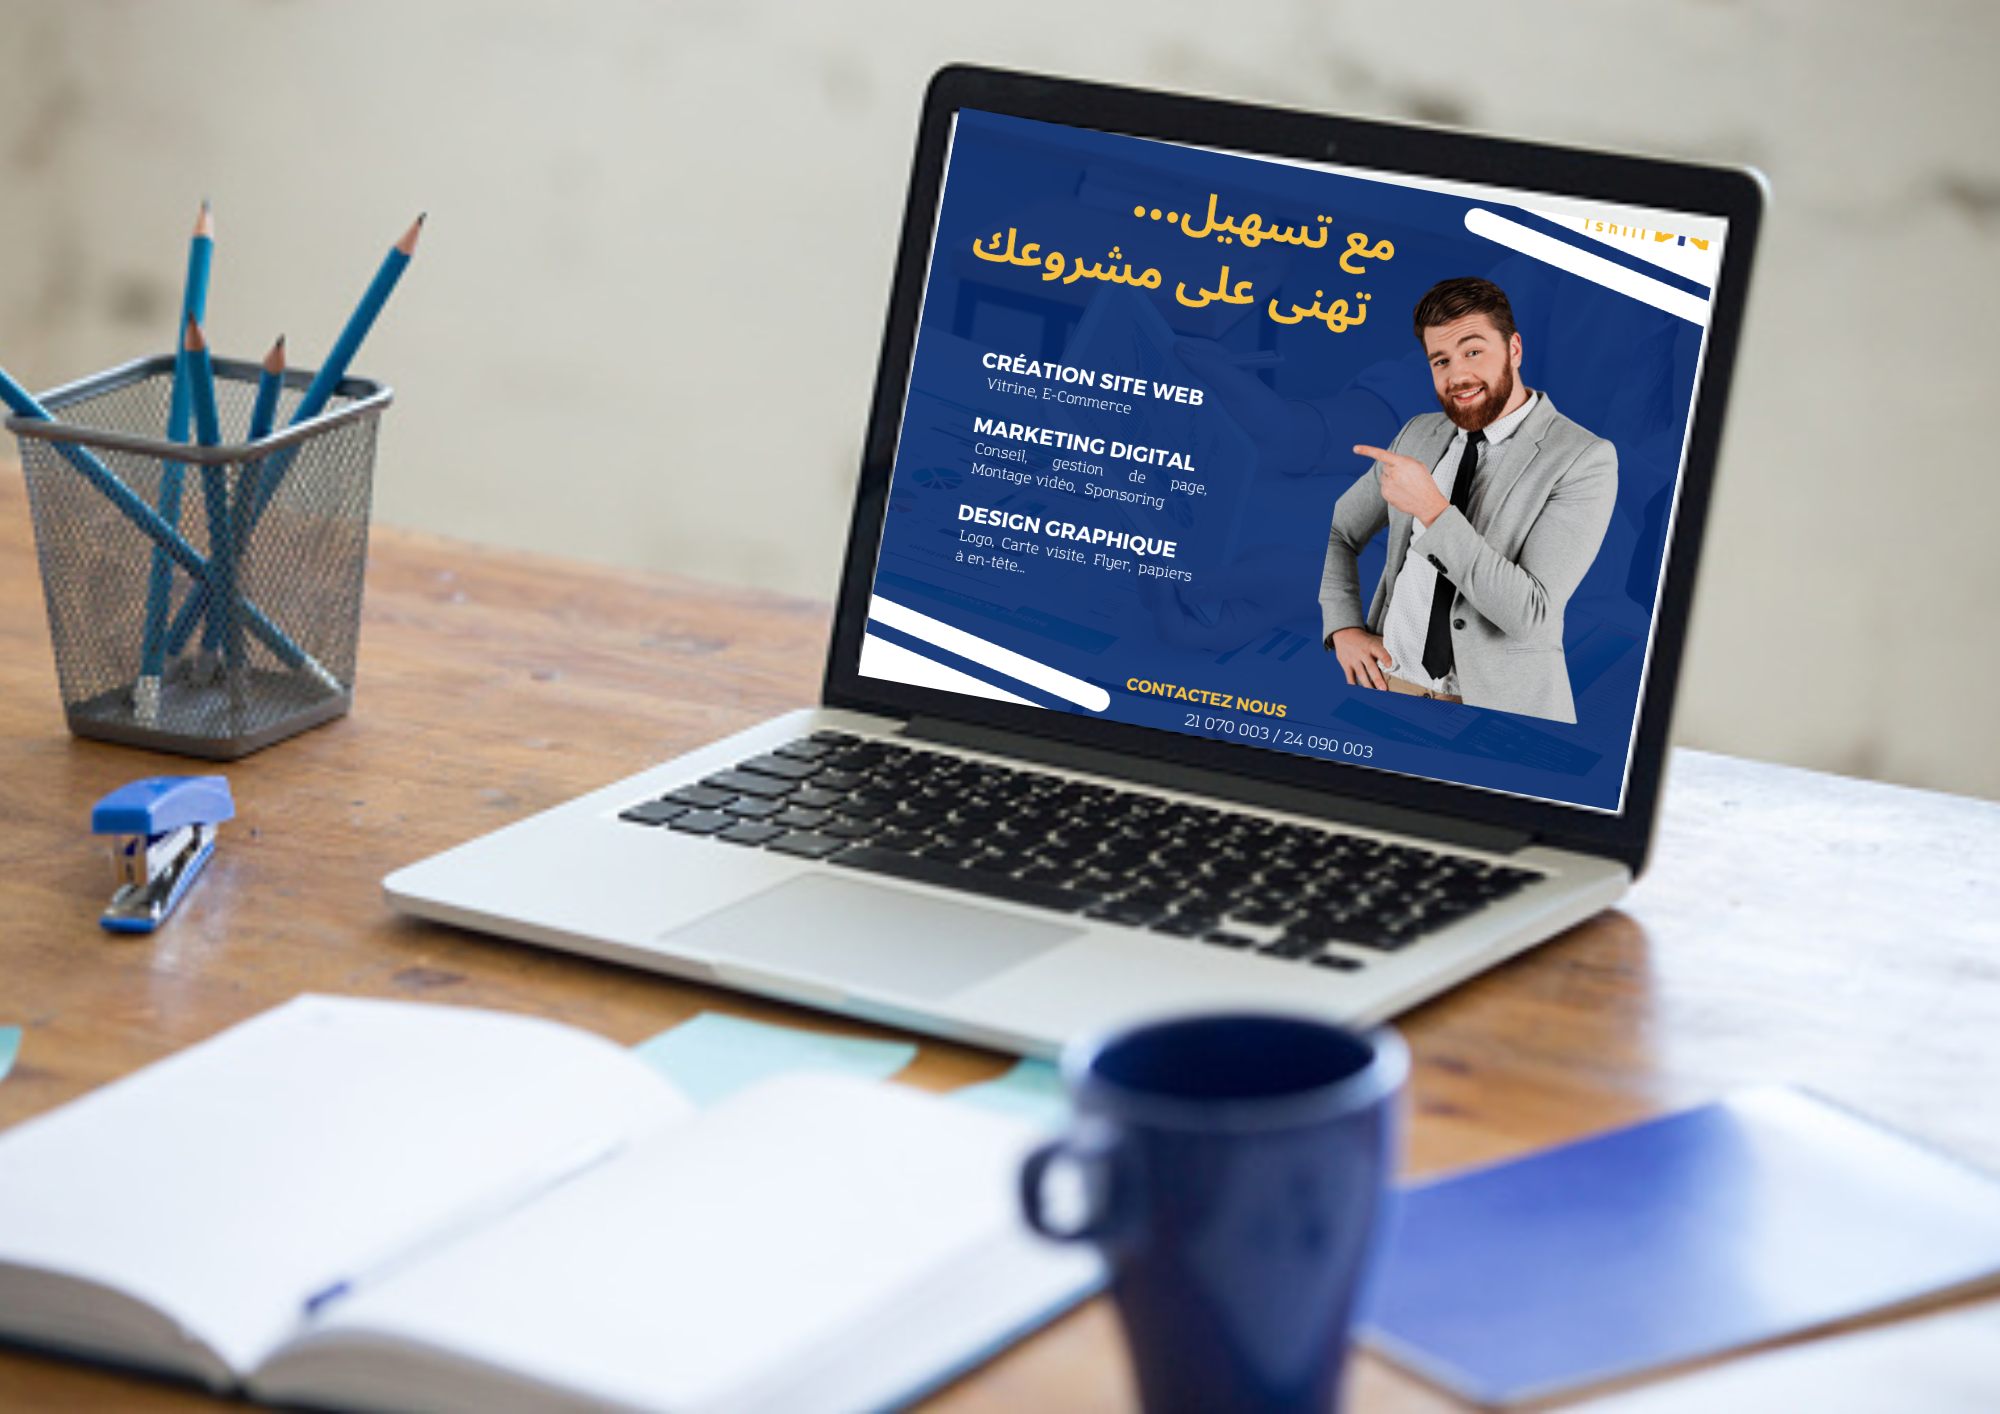 Tshiil
مع تسهيل...
تهنى على مشروعك
CRÉATION SITE WEB
Vitrine, E-Commerce
MARKETING DIGITAL
Conseil, gestion de page,
Montage vidéo, Sponsoring
DESIGN GRAPHIQUE
Logo, Carte visite, Flyer, papiers
à en-tête...
CONTACTEZ NOUS
21 070 003 / 24 090 003